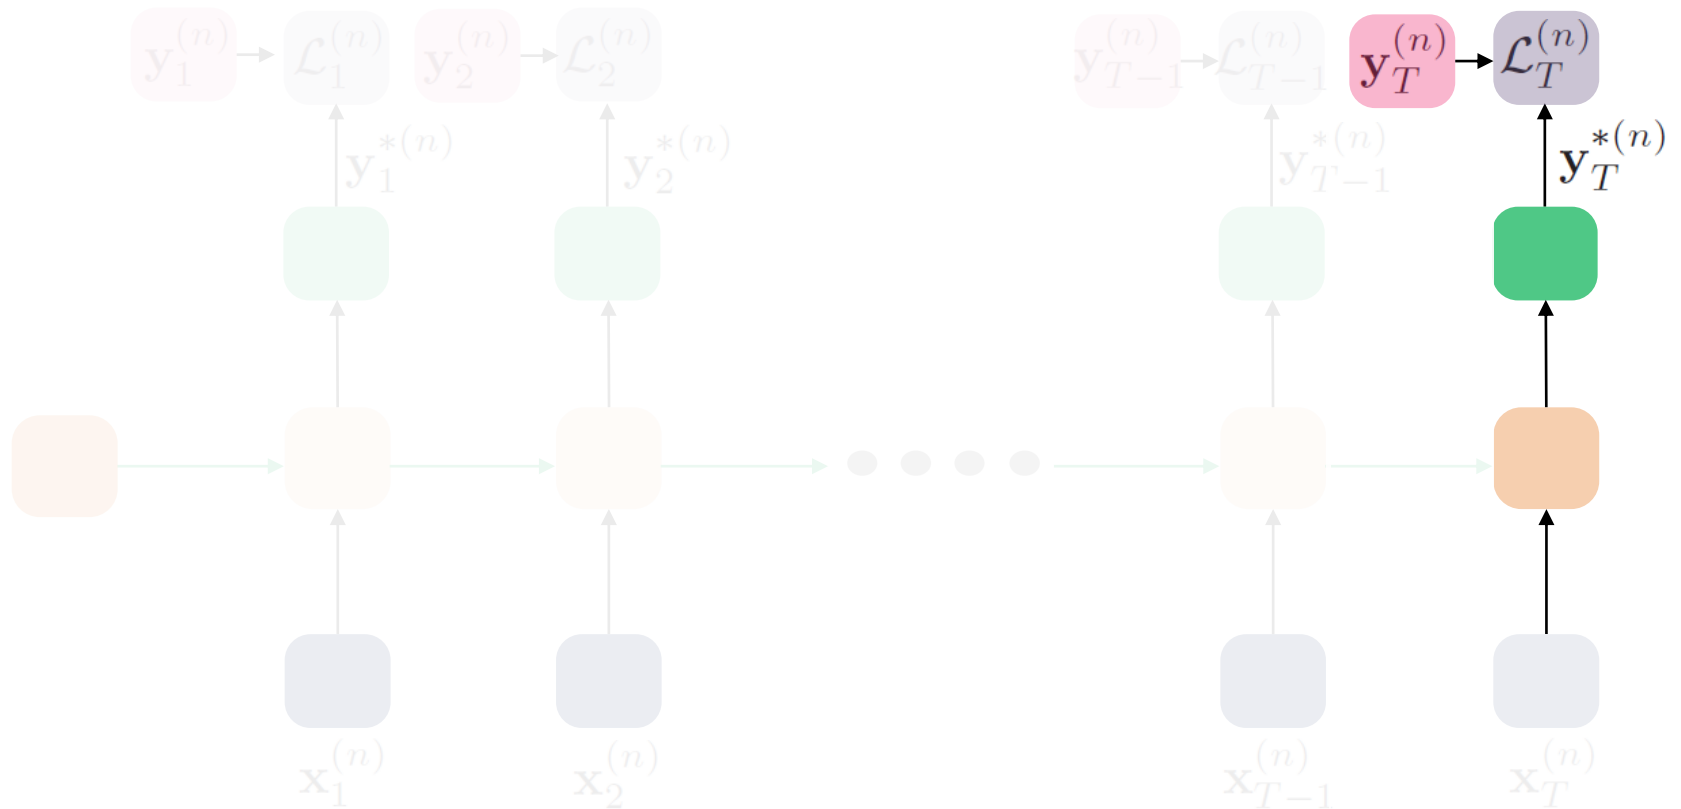 y_1^{(n)} ℒ_1^{(n)} y_2^{(n)} ℒ_2^{(n)} y_{T-1}^{(n)} ℒ_{T-1}^{(n)} y_T^{(n)} ℒ_T^{(n)}
y_1^{*(n)} y_2^{*(n)} y_{T-1}^{*(n)} y_T^{*(n)}
x_1^{(n)} x_2^{(n)} x_{T-1}^{(n)} x_T^{(n)}